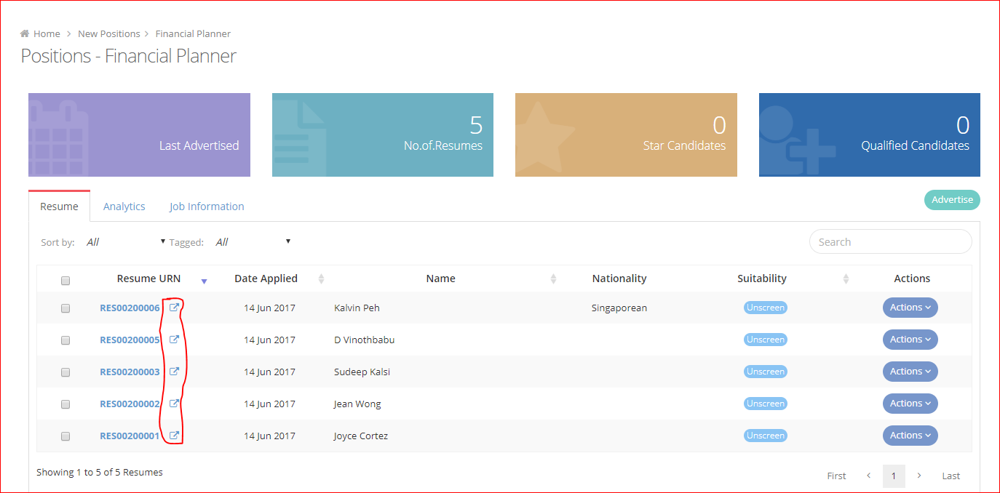 Home > New Positions > Financial Planner
Positions - Financial Planner
Last Advertised
5
No.of.Resumes
0
Star Candidates
0
Qualified Candidates
Resume Analytics Job Information Advertise
Sort by: All Tagged: All Search
Resume URN Date Applied Name Nationality Suitability Actions
RES00200006 14 Jun 2017 Kalvin Peh Singaporean Unscreen Actions
RES00200005 14 Jun 2017 D Vinothbabu Unscreen Actions
RES00200003 14 Jun 2017 Sudeep Kalsi Unscreen Actions
RES00200002 14 Jun 2017 Jean Wong Unscreen Actions
RES00200001 14 Jun 2017 Joyce Cortez Unscreen Actions
Showing 1 to 5 of 5 Resumes First < 1 > Last